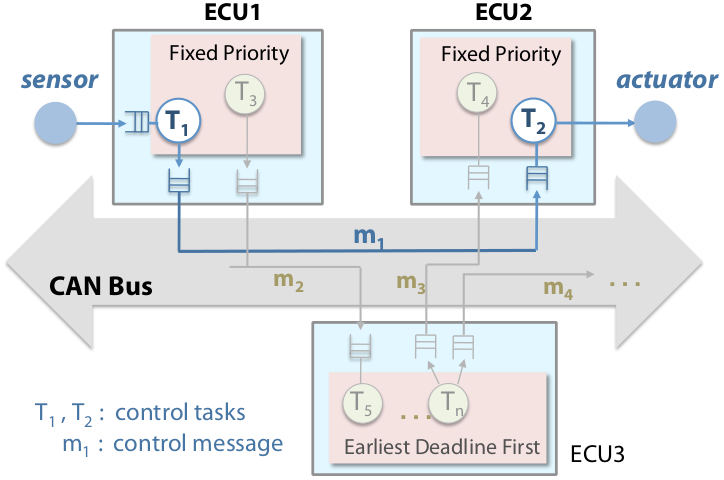 ECU1
ECU2
Fixed Priority
Fixed Priority
sensor
actuator
T3
T4
T1
T2
m1
CAN Bus
m2
m3
m4
...
T5
...
Tn
Earliest Deadline First
ECU3
T1 , T2 : control tasks
m1 : control message